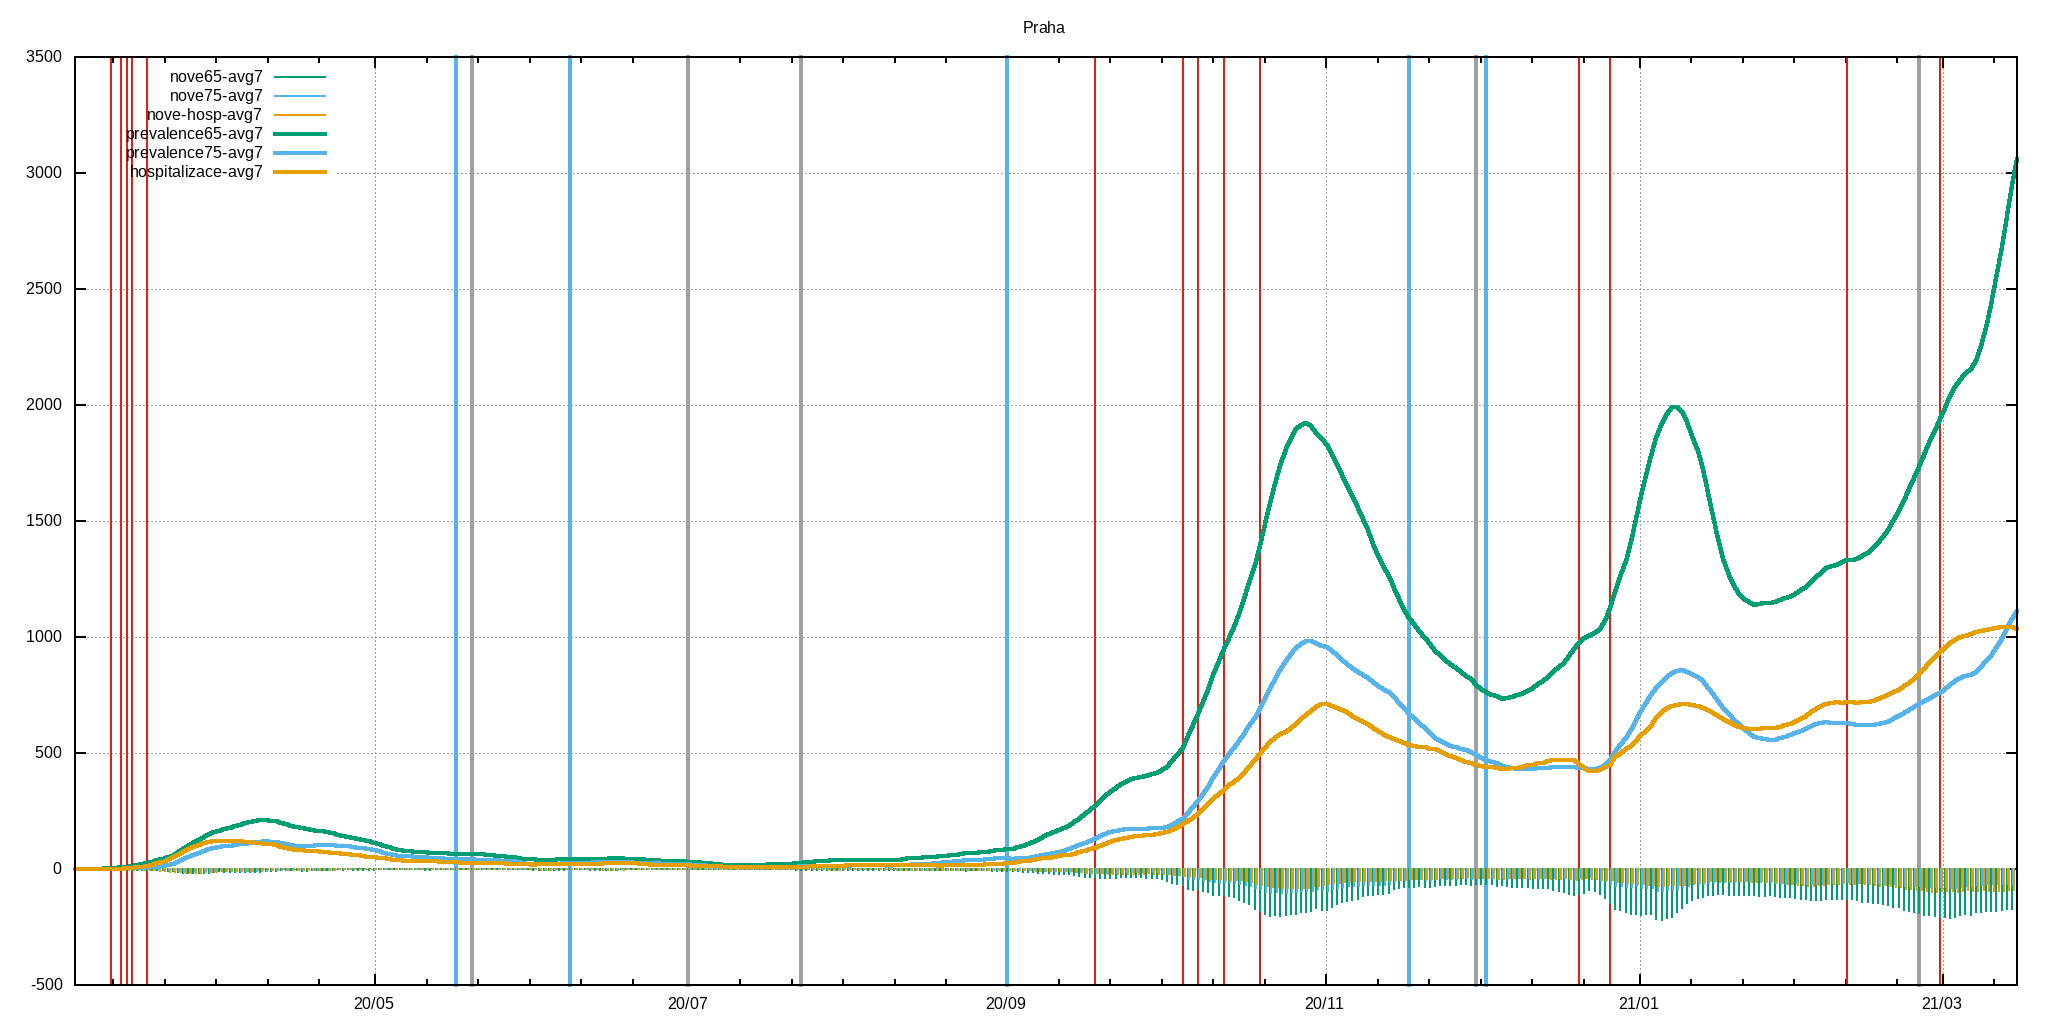 Praha
3500
3000
2500
2000
1500
1000
500
0
-500
nove65-avg7
nove75-avg7
nove-hosp-avg7
prevalence65-avg7
prevalence75-avg7
hospitalizace-avg7
20/05
20/07
20/09
20/11
21/01
21/03